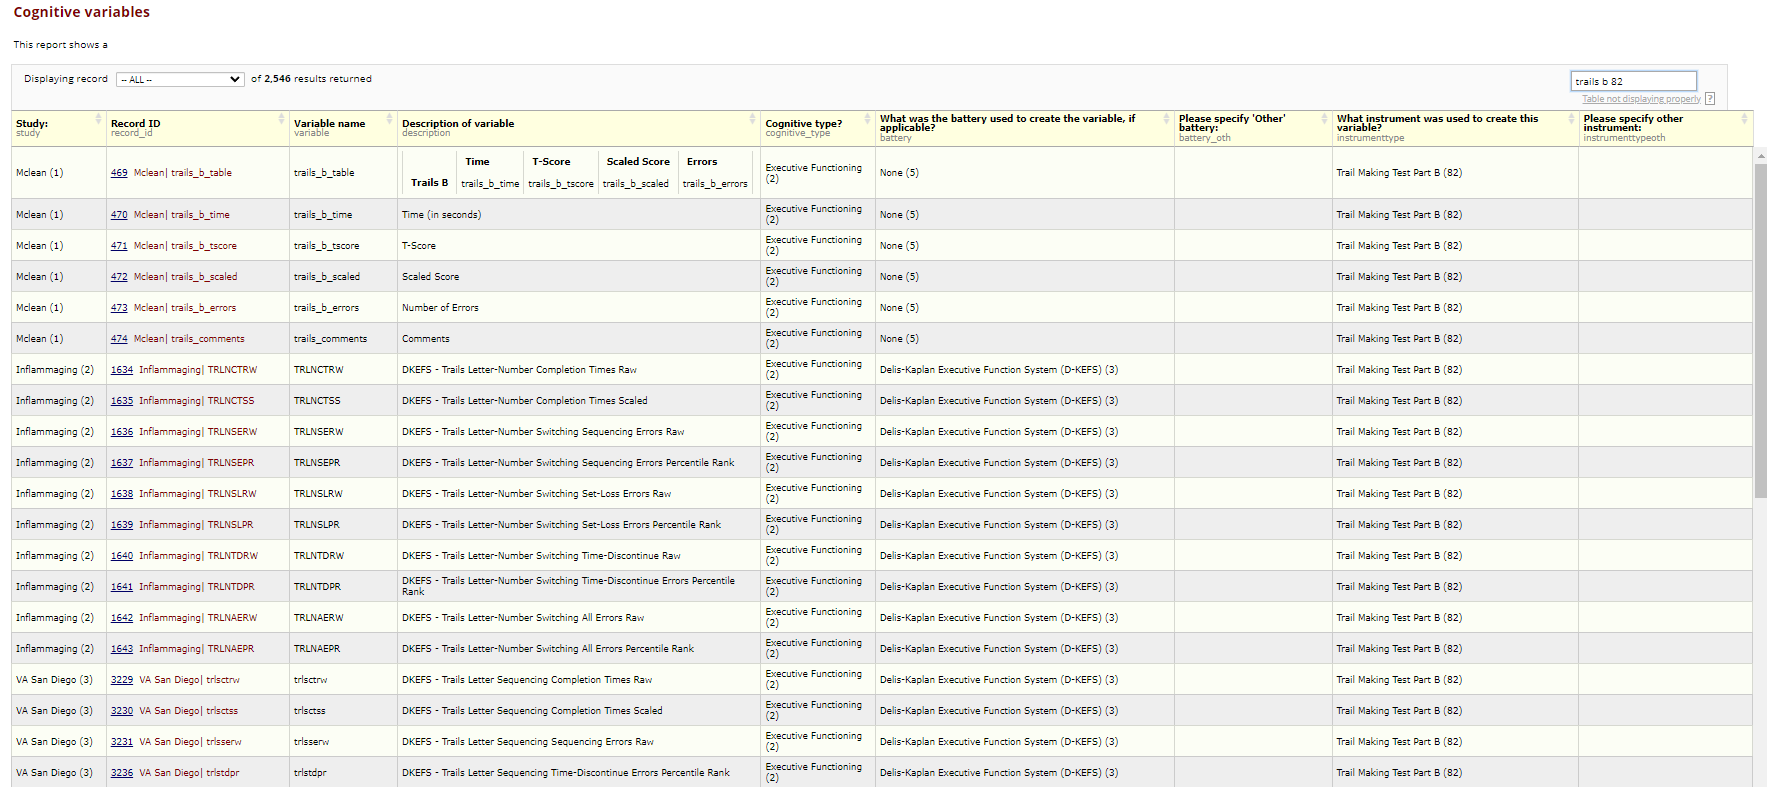 Cognitive variables
This report shows a
Displaying record -- ALL -- of 2,546 results returned
trails b 82
Table not displaying properly ?
Study: Record ID Variable name Description of variable Cognitive type? What was the battery used to create the variable, if applicable? Please specify 'Other' battery: What instrument was used to create this variable? Please specify other instrument:
study record_id variable description cognitive_type battery battery_oth instrumenttype instrumenttypeoth
Mclean (1) 469 Mclean| trails_b_table trails_b_table Trails B Time trails_b_time T-Score trails_b_tscore Scaled Score trails_b_scaled Errors trails_b_errors Executive Functioning (2) None (5) Trail Making Test Part B (82)
Mclean (1) 470 Mclean| trails_b_time trails_b_time Time (in seconds) Executive Functioning (2) None (5) Trail Making Test Part B (82)
Mclean (1) 471 Mclean| trails_b_tscore trails_b_tscore T-Score Executive Functioning (2) None (5) Trail Making Test Part B (82)
Mclean (1) 472 Mclean| trails_b_scaled trails_b_scaled Scaled Score Executive Functioning (2) None (5) Trail Making Test Part B (82)
Mclean (1) 473 Mclean| trails_b_errors trails_b_errors Number of Errors Executive Functioning (2) None (5) Trail Making Test Part B (82)
Mclean (1) 474 Mclean| trails_comments trails_comments Comments Executive Functioning (2) None (5) Trail Making Test Part B (82)
Inflammaging (2) 1634 Inflammaging| TRLNCTRW TRLNCTRW DKEFS - Trails Letter-Number Completion Times Raw Executive Functioning (2) Delis-Kaplan Executive Function System (D-KEFS) (3) Trail Making Test Part B (82)
Inflammaging (2) 1635 Inflammaging| TRLNCTSS TRLNCTSS DKEFS - Trails Letter-Number Completion Times Scaled Executive Functioning (2) Delis-Kaplan Executive Function System (D-KEFS) (3) Trail Making Test Part B (82)
Inflammaging (2) 1636 Inflammaging| TRLNSERW TRLNSERW DKEFS - Trails Letter-Number Switching Sequencing Errors Raw Executive Functioning (2) Delis-Kaplan Executive Function System (D-KEFS) (3) Trail Making Test Part B (82)
Inflammaging (2) 1637 Inflammaging| TRLNSEPR TRLNSEPR DKEFS - Trails Letter-Number Switching Sequencing Errors Percentile Rank Executive Functioning (2) Delis-Kaplan Executive Function System (D-KEFS) (3) Trail Making Test Part B (82)
Inflammaging (2) 1638 Inflammaging| TRLNSLRW TRLNSLRW DKEFS - Trails Letter-Number Switching Set-Loss Errors Raw Executive Functioning (2) Delis-Kaplan Executive Function System (D-KEFS) (3) Trail Making Test Part B (82)
Inflammaging (2) 1639 Inflammaging| TRLNSLPR TRLNSLPR DKEFS - Trails Letter-Number Switching Set-Loss Errors Percentile Rank Executive Functioning (2) Delis-Kaplan Executive Function System (D-KEFS) (3) Trail Making Test Part B (82)
Inflammaging (2) 1640 Inflammaging| TRLNTDRW TRLNTDRW DKEFS - Trails Letter-Number Switching Time-Discontinue Raw Executive Functioning (2) Delis-Kaplan Executive Function System (D-KEFS) (3) Trail Making Test Part B (82)
Inflammaging (2) 1641 Inflammaging| TRLNTDPR TRLNTDPR DKEFS - Trails Letter-Number Switching Time-Discontinue Errors Percentile Rank Executive Functioning (2) Delis-Kaplan Executive Function System (D-KEFS) (3) Trail Making Test Part B (82)
Inflammaging (2) 1642 Inflammaging| TRLNAERW TRLNAERW DKEFS - Trails Letter-Number Switching All Errors Raw Executive Functioning (2) Delis-Kaplan Executive Function System (D-KEFS) (3) Trail Making Test Part B (82)
Inflammaging (2) 1643 Inflammaging| TRLNAEPR TRLNAEPR DKEFS - Trails Letter-Number Switching All Errors Percentile Rank Executive Functioning (2) Delis-Kaplan Executive Function System (D-KEFS) (3) Trail Making Test Part B (82)
VA San Diego (3) 3229 VA San Diego| trlsctrw trlsctrw DKEFS - Trails Letter Sequencing Completion Times Raw Executive Functioning (2) Delis-Kaplan Executive Function System (D-KEFS) (3) Trail Making Test Part B (82)
VA San Diego (3) 3230 VA San Diego| trlsctss trlsctss DKEFS - Trails Letter Sequencing Completion Times Scaled Executive Functioning (2) Delis-Kaplan Executive Function System (D-KEFS) (3) Trail Making Test Part B (82)
VA San Diego (3) 3231 VA San Diego| trlsserw trlsserw DKEFS - Trails Letter Sequencing Sequencing Errors Raw Executive Functioning (2) Delis-Kaplan Executive Function System (D-KEFS) (3) Trail Making Test Part B (82)
VA San Diego (3) 3236 VA San Diego| trlstdpr trlstdpr DKEFS - Trails Letter Sequencing Time-Discontinue Errors Percentile Rank Executive Functioning (2) Delis-Kaplan Executive Function System (D-KEFS) (3) Trail Making Test Part B (82)